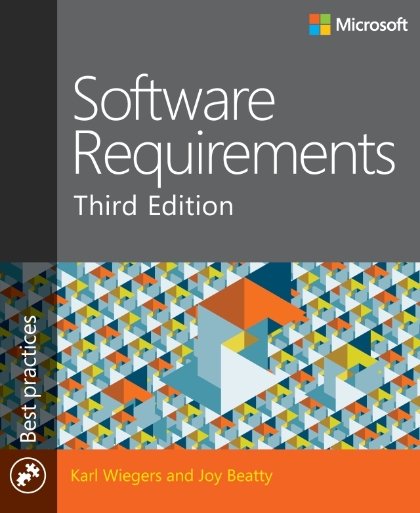 Microsoft
Software
Requirements
Third Edition
Best practices
Karl Wiegers and Joy Beatty